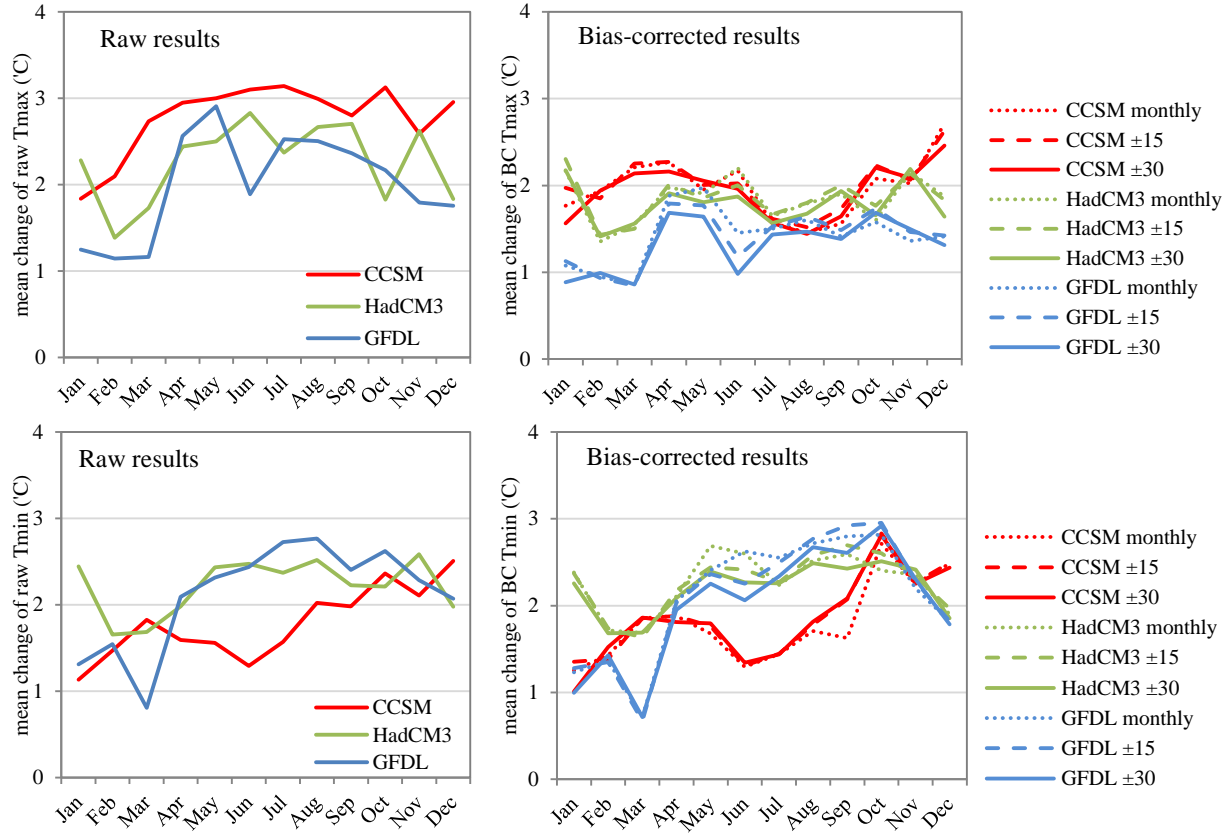 mean change of raw Tmax ('C)
4
3
2
1
0
Raw results
CCSM
HadCM3
GFDL
Jan
Feb
Mar
Apr
May
Jun
Jul
Aug
Sep
Oct
Nov
Dec
mean change of BC Tmax ('C)
4
3
2
1
0
Bias-corrected results
Jan
Feb
Mar
Apr
May
Jun
Jul
Aug
Sep
Oct
Nov
Dec
CCSM monthly
CCSM ±15
CCSM ±30
HadCM3 monthly
HadCM3 ±15
HadCM3 ±30
GFDL monthly
GFDL ±15
GFDL ±30
mean change of raw Tmin ('C)
4
3
2
1
0
Raw results
CCSM
HadCM3
GFDL
Jan
Feb
Mar
Apr
May
Jun
Jul
Aug
Sep
Oct
Nov
Dec
mean change of BC Tmin ('C)
4
3
2
1
0
Bias-corrected results
Jan
Feb
Mar
Apr
May
Jun
Jul
Aug
Sep
Oct
Nov
Dec
CCSM monthly
CCSM ±15
CCSM ±30
HadCM3 monthly
HadCM3 ±15
HadCM3 ±30
GFDL monthly
GFDL ±15
GFDL ±30